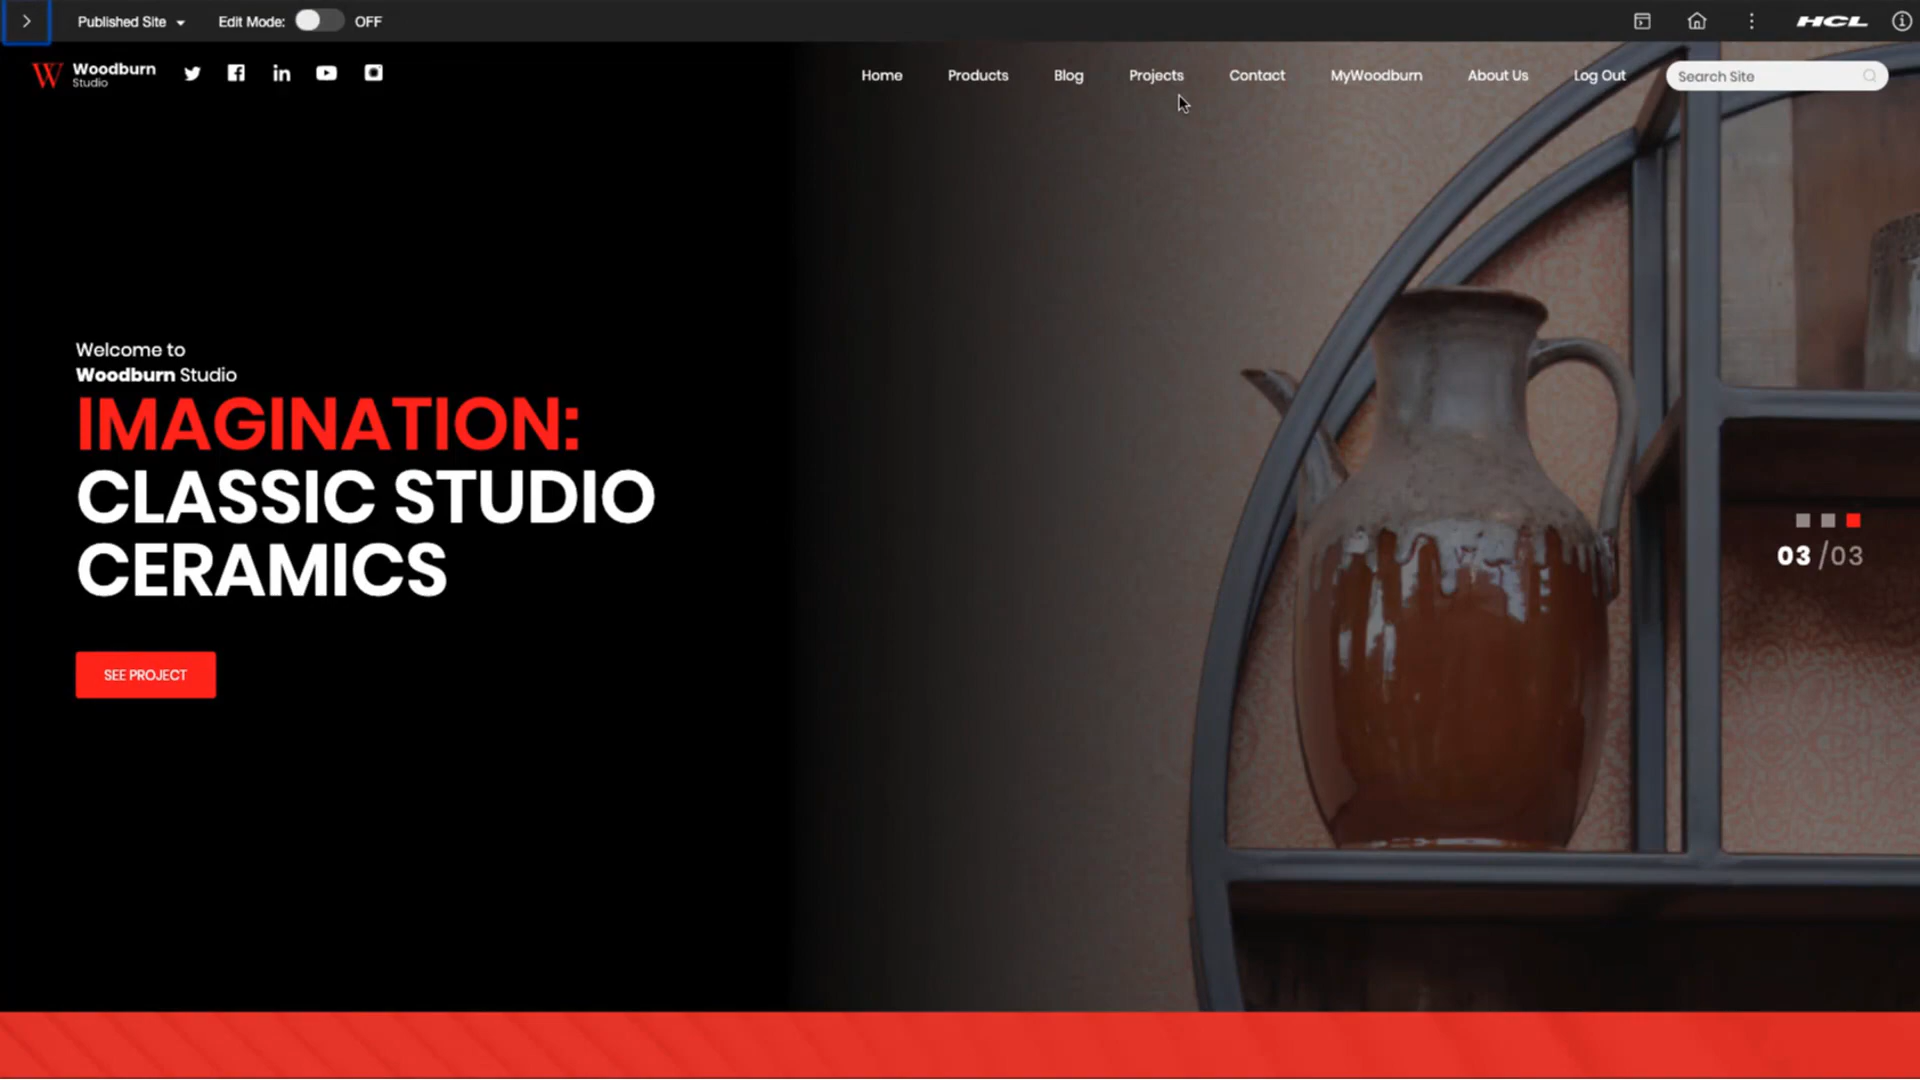 Published Site
Edit Mode: OFF
HCL
W Woodburn
Studio
Home Products Blog Projects Contact MyWoodburn About Us Log Out Search Site
Welcome to
Woodburn Studio
IMAGINATION:
CLASSIC STUDIO
CERAMICS
SEE PROJECT
03 /03